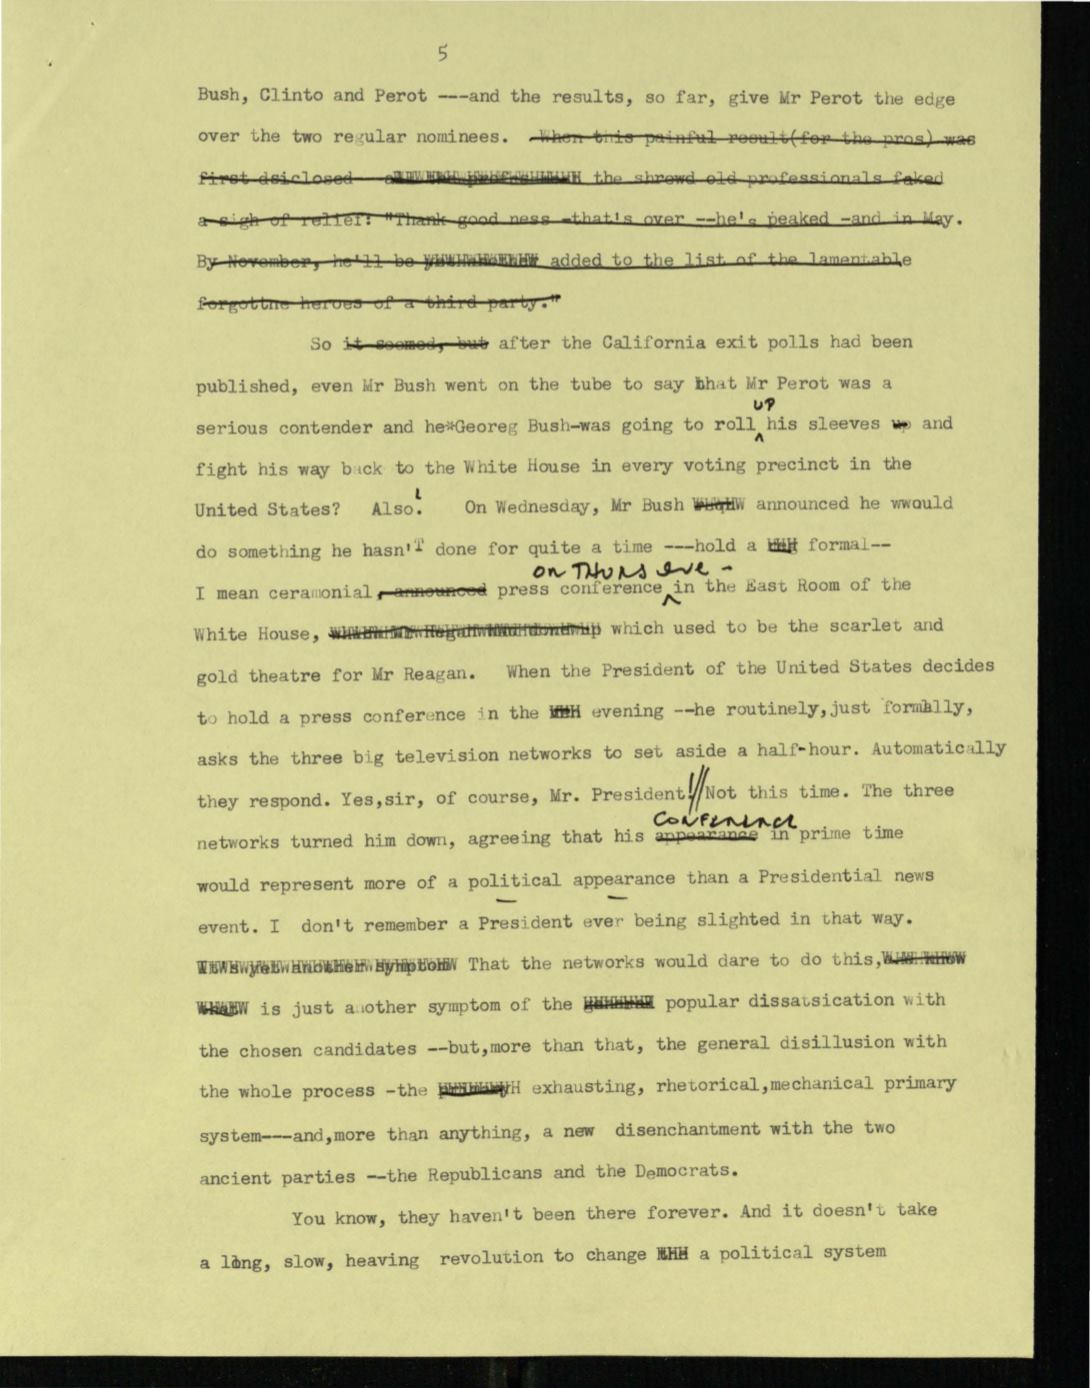 5
Bush, Clinto and Perot ---and the results, so far, give Mr Perot the edge
over the two regular nominees. When this painful result(for the pros) was
first dsiclosed the shrewd old professionals faked
a sigh of relief: "Thank good ness -that's over --he's peaked -and in May.
By November, he'll be added to the list of the lamentable
forgottne heroes of a third party."
So it seemed, but after the California exit polls had been
published, even Mr Bush went on the tube to say that Mr Perot was a
UP
serious contender and he*Georeg Bush-was going to roll his sleeves up and
fight his way back to the White House in every voting precinct in the
United States? Also! On Wednesday, Mr Bush announced he wwould
do something he hasn't done for quite a time ---hold a formal--
on THURS eve -
I mean ceramonial, announced press conference in the East Room of the
White House, which used to be the scarlet and
gold theatre for Mr Reagan. When the President of the United States decides
to hold a press conference in the evening --he routinely,just formally,
asks the three big television networks to set aside a half-hour. Automatically
they respond. Yes,sir, of course, Mr. President!//Not this time. The three
CONFERENCE
networks turned him down, agreeing that his appearance in prime time
would represent more of a political appearance than a Presidential news
event. I don't remember a President ever being slighted in that way.
It's yet another symptom That the networks would dare to do this,
is just another symptom of the popular dissatsication with
the chosen candidates --but,more than that, the general disillusion with
the whole process -the exhausting, rhetorical,mechanical primary
system---and,more than anything, a new disenchantment with the two
ancient parties --the Republicans and the Democrats.
You know, they haven't been there forever. And it doesn't take
a long, slow, heaving revolution to change a political system